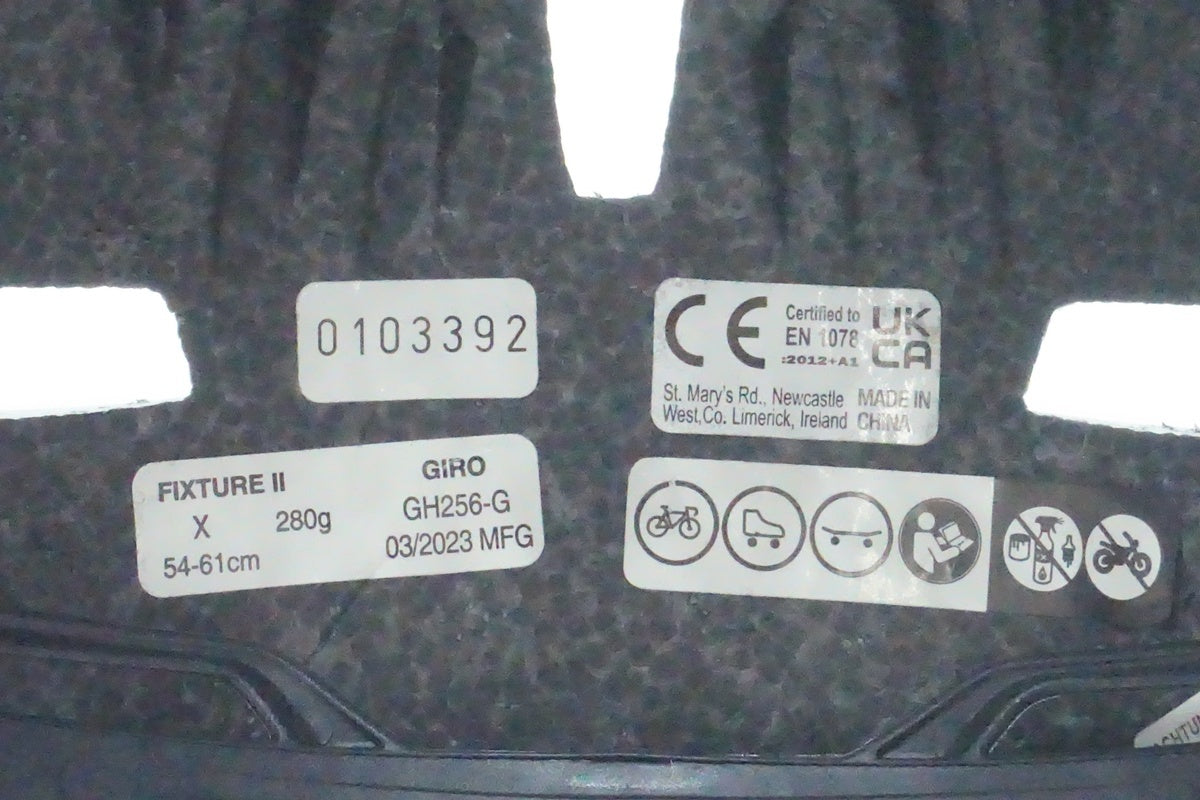 0103392
CE
Certified to
EN 1078
:2012+A1
UK
CA
St. Mary's Rd., Newcastle
West,Co. Limerick, Ireland
MADE IN
CHINA
FIXTURE II
X
280g
54-61cm
GIRO
GH256-G
03/2023 MFG